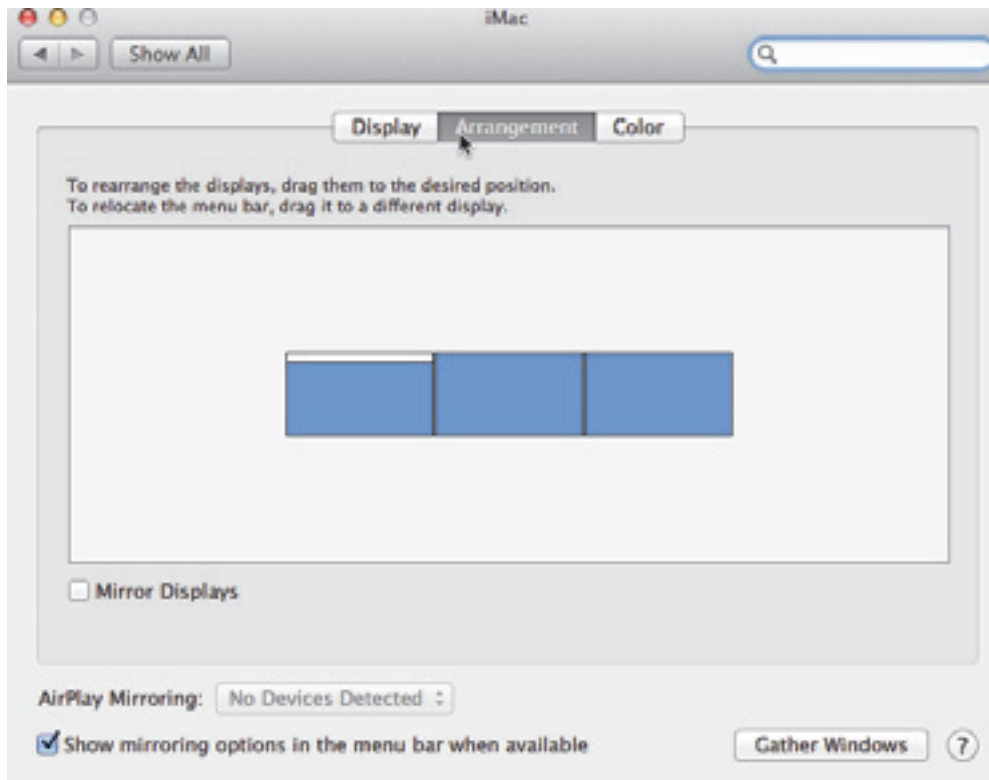 iMac
Show All
Display Arrangement Color
To rearrange the displays, drag them to the desired position.
To relocate the menu bar, drag it to a different display.
Mirror Displays
AirPlay Mirroring: No Devices Detected
Show mirroring options in the menu bar when available
Gather Windows ?